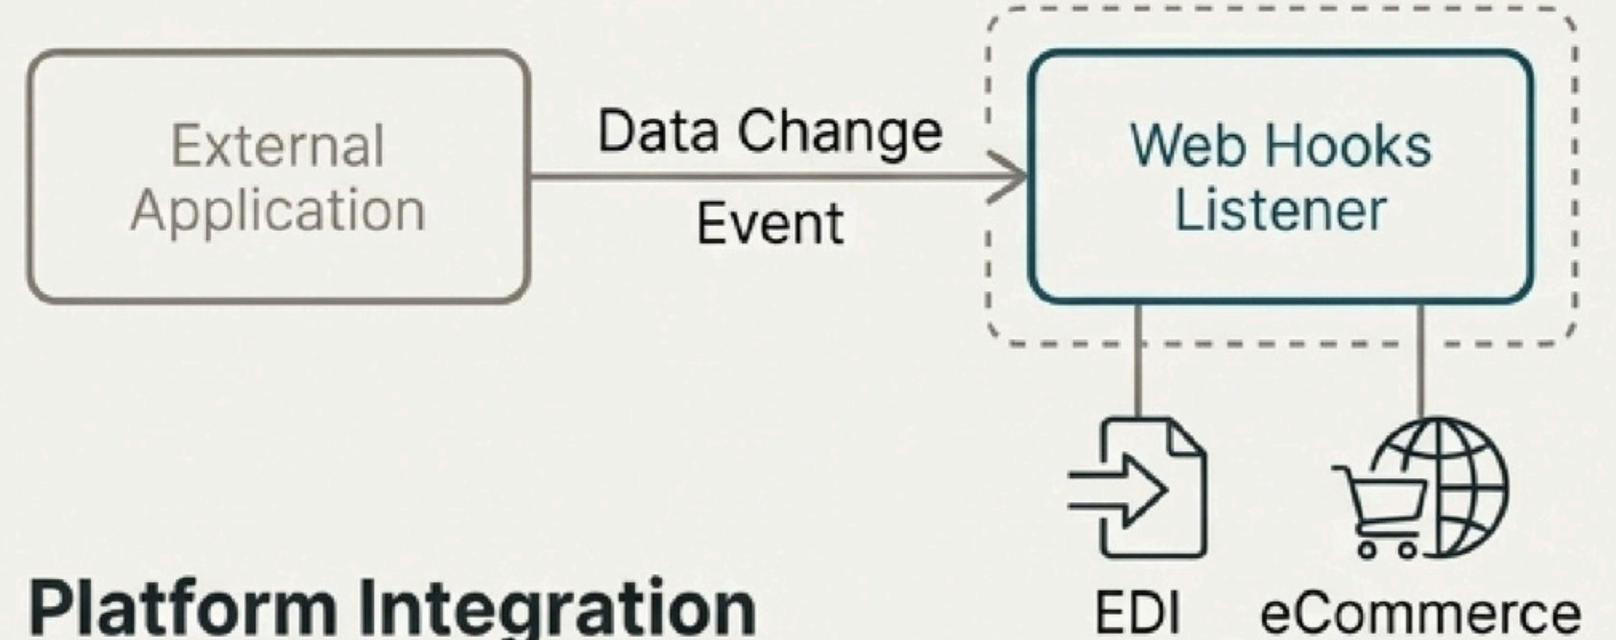 External
Application
Data Change
Event
Web Hooks
Listener
EDI
eCommerce
Platform Integration